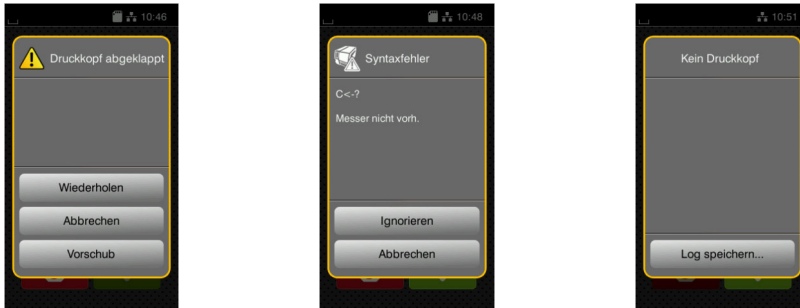 10:46
Druckkopf abgeklappt
Wiederholen
Abbrechen
Vorschub
10:48
Syntaxfehler
C<-?
Messer nicht vorh.
Ignorieren
Abbrechen
10:51
Kein Druckkopf
Log speichern...